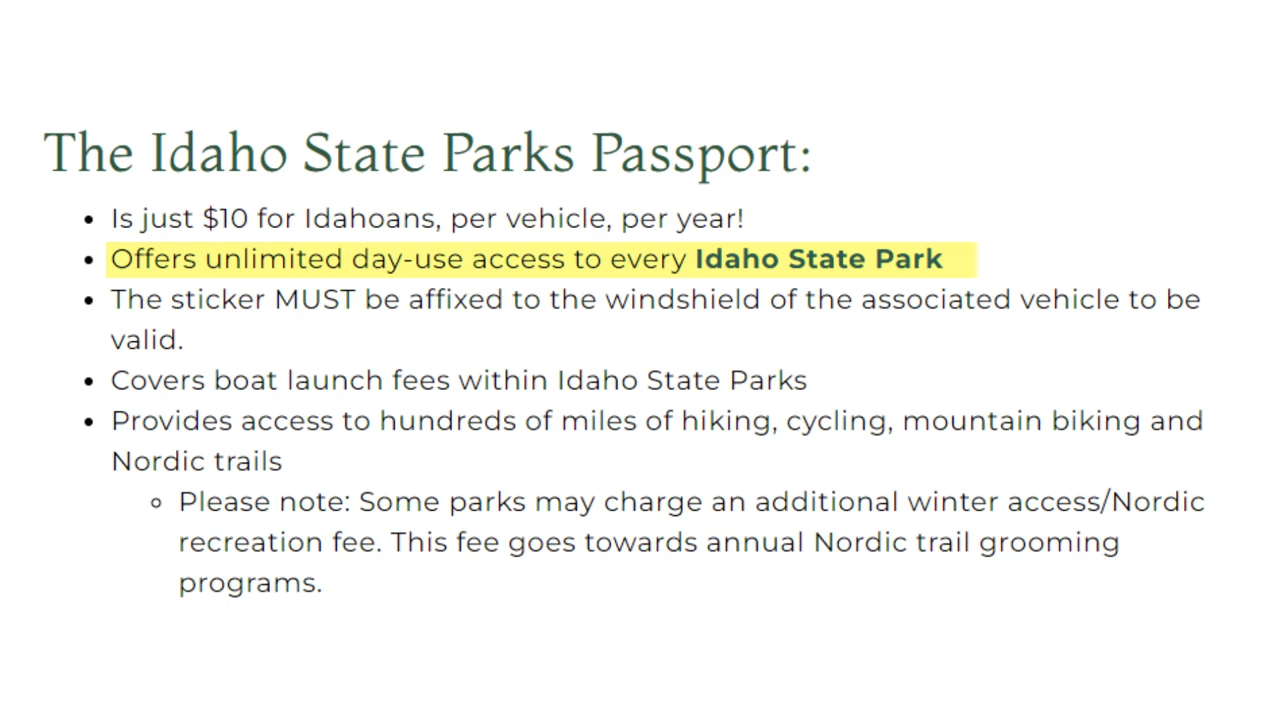 The Idaho State Parks Passport:
• Is just $10 for Idahoans, per vehicle, per year!
• Offers unlimited day-use access to every Idaho State Park
• The sticker MUST be affixed to the windshield of the associated vehicle to be
valid.
• Covers boat launch fees within Idaho State Parks
• Provides access to hundreds of miles of hiking, cycling, mountain biking and
Nordic trails
◦ Please note: Some parks may charge an additional winter access/Nordic
recreation fee. This fee goes towards annual Nordic trail grooming
programs.